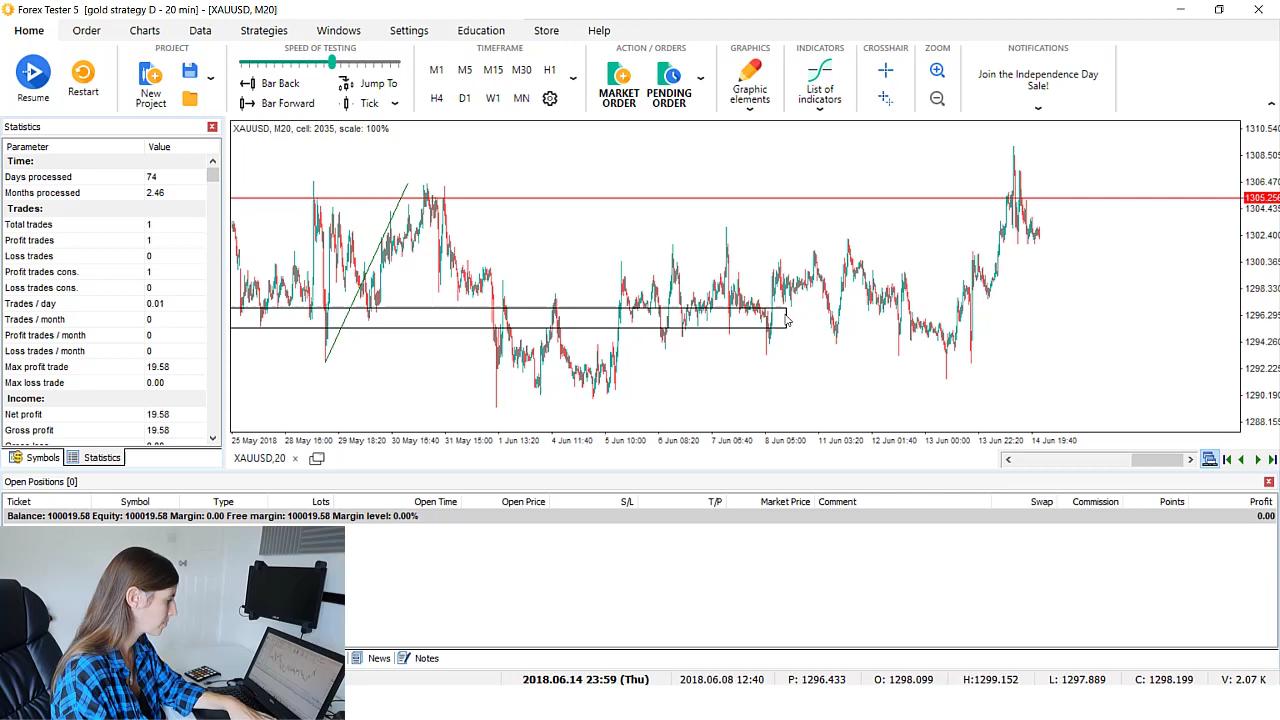 Forex Tester 5 [gold strategy D - 20 min] - [XAUUSD, M20]
Home Order Charts Data Strategies Windows Settings Education Store Help
PROJECT SPEED OF TESTING TIMEFRAME ACTION / ORDERS GRAPHICS INDICATORS CROSSHAIR ZOOM NOTIFICATIONS
Resume
Restart
New Project
Bar Back
Jump To
Bar Forward
Tick
M1 M5 M15 M30 H1
H4 D1 W1 MN
MARKET ORDER
PENDING ORDER
Graphic elements
List of indicators
Join the Independence Day Sale!
Statistics
Parameter Value
Time:
Days processed 74
Months processed 2.46
Trades:
Total trades 1
Profit trades 1
Loss trades 0
Profit trades cons. 1
Loss trades cons. 0
Trades / day 0.01
Trades / month 0
Profit trades / month 0
Loss trades / month 0
Max profit trade 19.58
Max loss trade 0.00
Income:
Net profit 19.58
Gross profit 19.58
Symbols Statistics
XAUUSD, M20, cell: 2035, scale: 100%
1310.540
1308.505
1306.470
1305.256
1304.435
1302.400
1300.365
1298.330
1296.295
1294.260
1292.225
1290.190
1288.155
25 May 2018 28 May 16:00 29 May 18:20 30 May 16:40 31 May 15:00 1 Jun 13:20 4 Jun 11:40 5 Jun 10:00 6 Jun 08:20 7 Jun 06:40 8 Jun 05:00 11 Jun 03:20 12 Jun 01:40 13 Jun 00:00 13 Jun 22:20 14 Jun 19:40
XAUUSD,20
Open Positions [0]
Ticket Symbol Type Lots Open Time Open Price S/L T/P Market Price Comment Swap Commission Points Profit
Balance: 100019.58 Equity: 100019.58 Margin: 0.00 Free margin: 100019.58 Margin level: 0.00% 0.00
News Notes
2018.06.14 23:59 (Thu) 2018.06.08 12:40 P: 1296.433 O: 1298.099 H:1299.152 L: 1297.889 C: 1298.199 V: 2.07 K